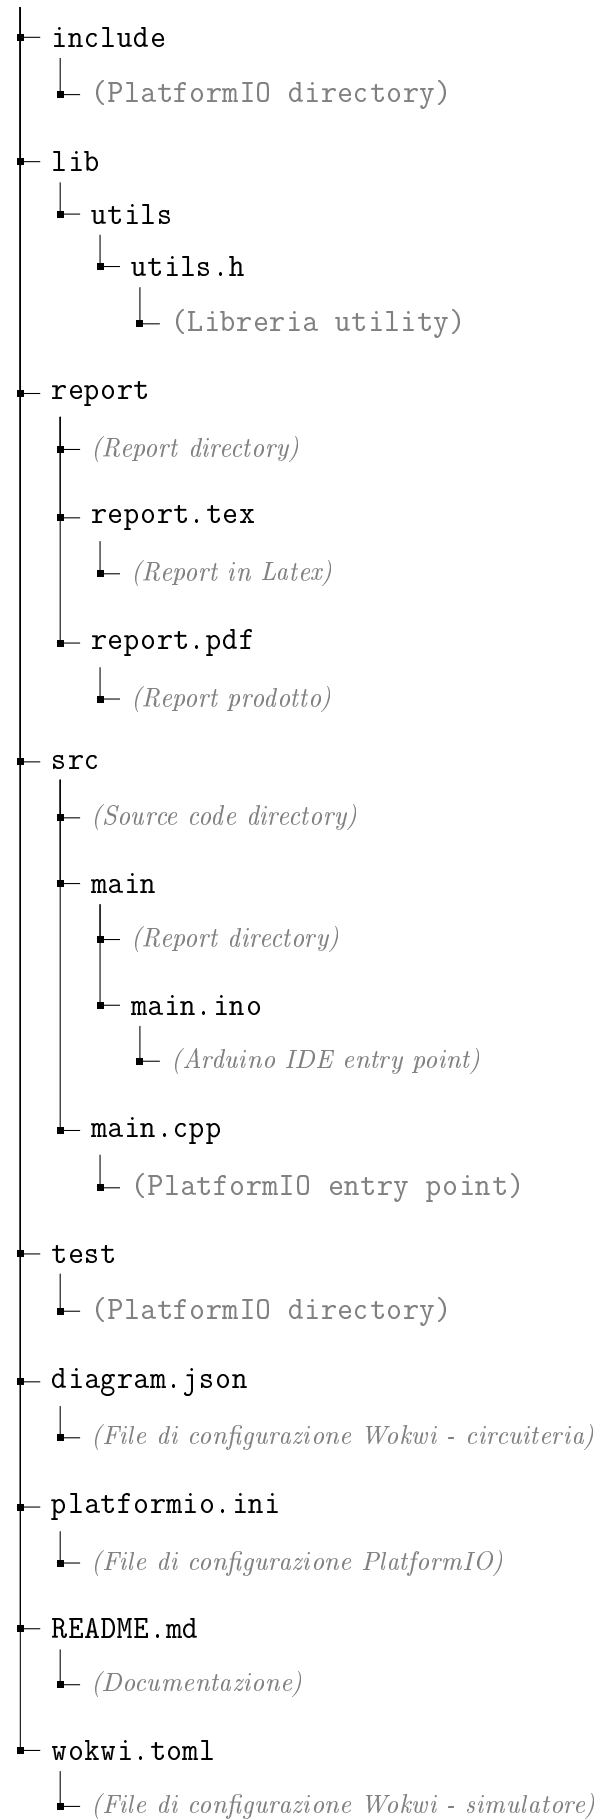 include
(PlatformIO directory)
lib
utils
utils.h
(Libreria utility)
report
(Report directory)
report.tex
(Report in Latex)
report.pdf
(Report prodotto)
src
(Source code directory)
main
(Report directory)
main.ino
(Arduino IDE entry point)
main.cpp
(PlatformIO entry point)
test
(PlatformIO directory)
diagram.json
(File di configurazione Wokwi - circuiteria)
platformio.ini
(File di configurazione PlatformIO)
README.md
(Documentazione)
wokwi.toml
(File di configurazione Wokwi - simulatore)